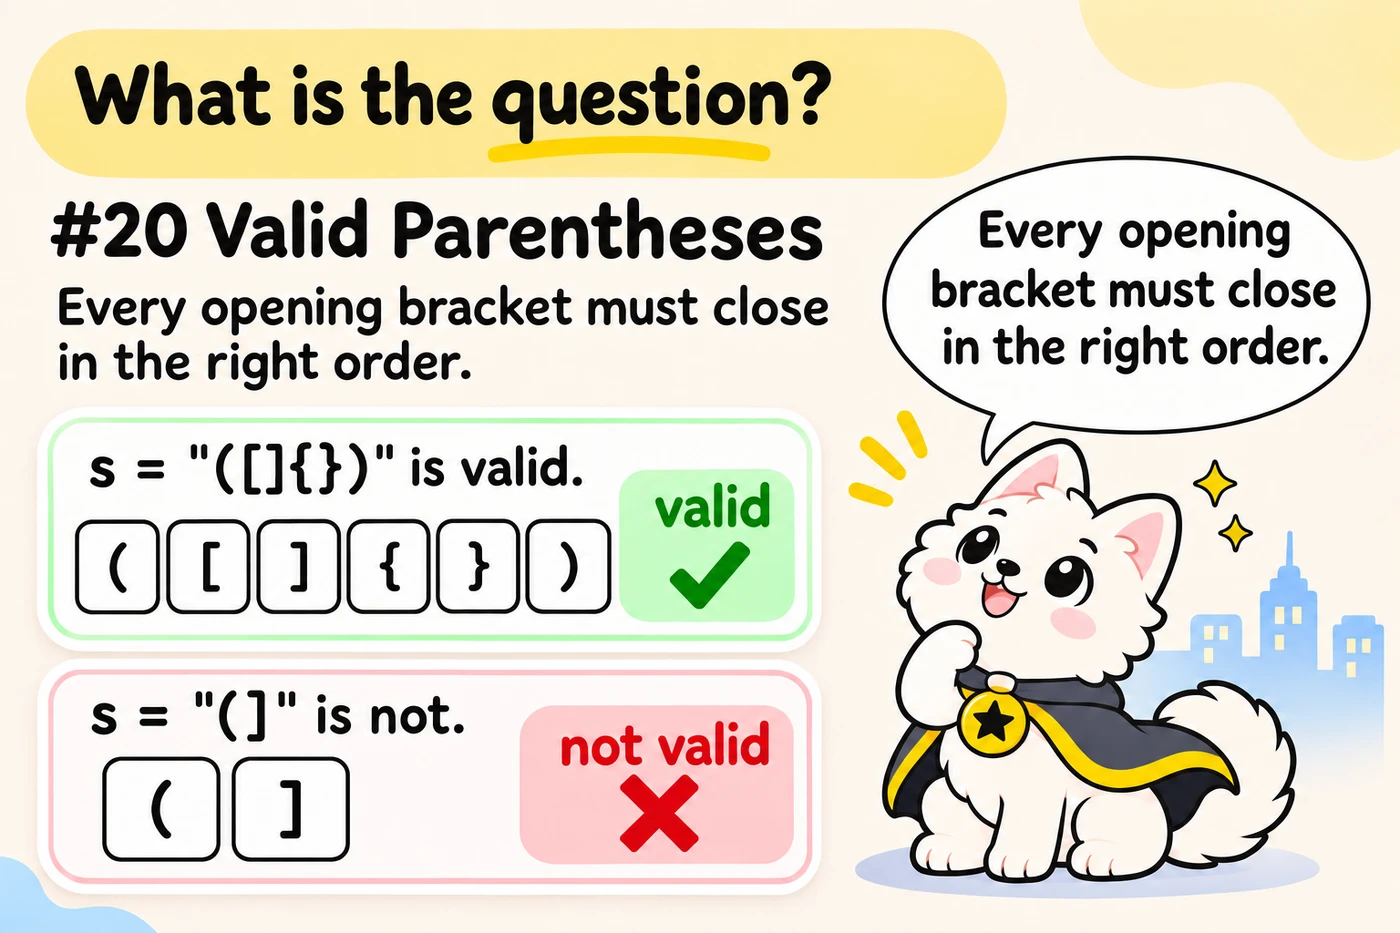 What is the question?
#20 Valid Parentheses
Every opening bracket must close
in the right order.
s = "([]{})" is valid.
( [ ] { } )
valid
s = "(]" is not.
( ]
not valid
Every opening
bracket must close
in the right order.